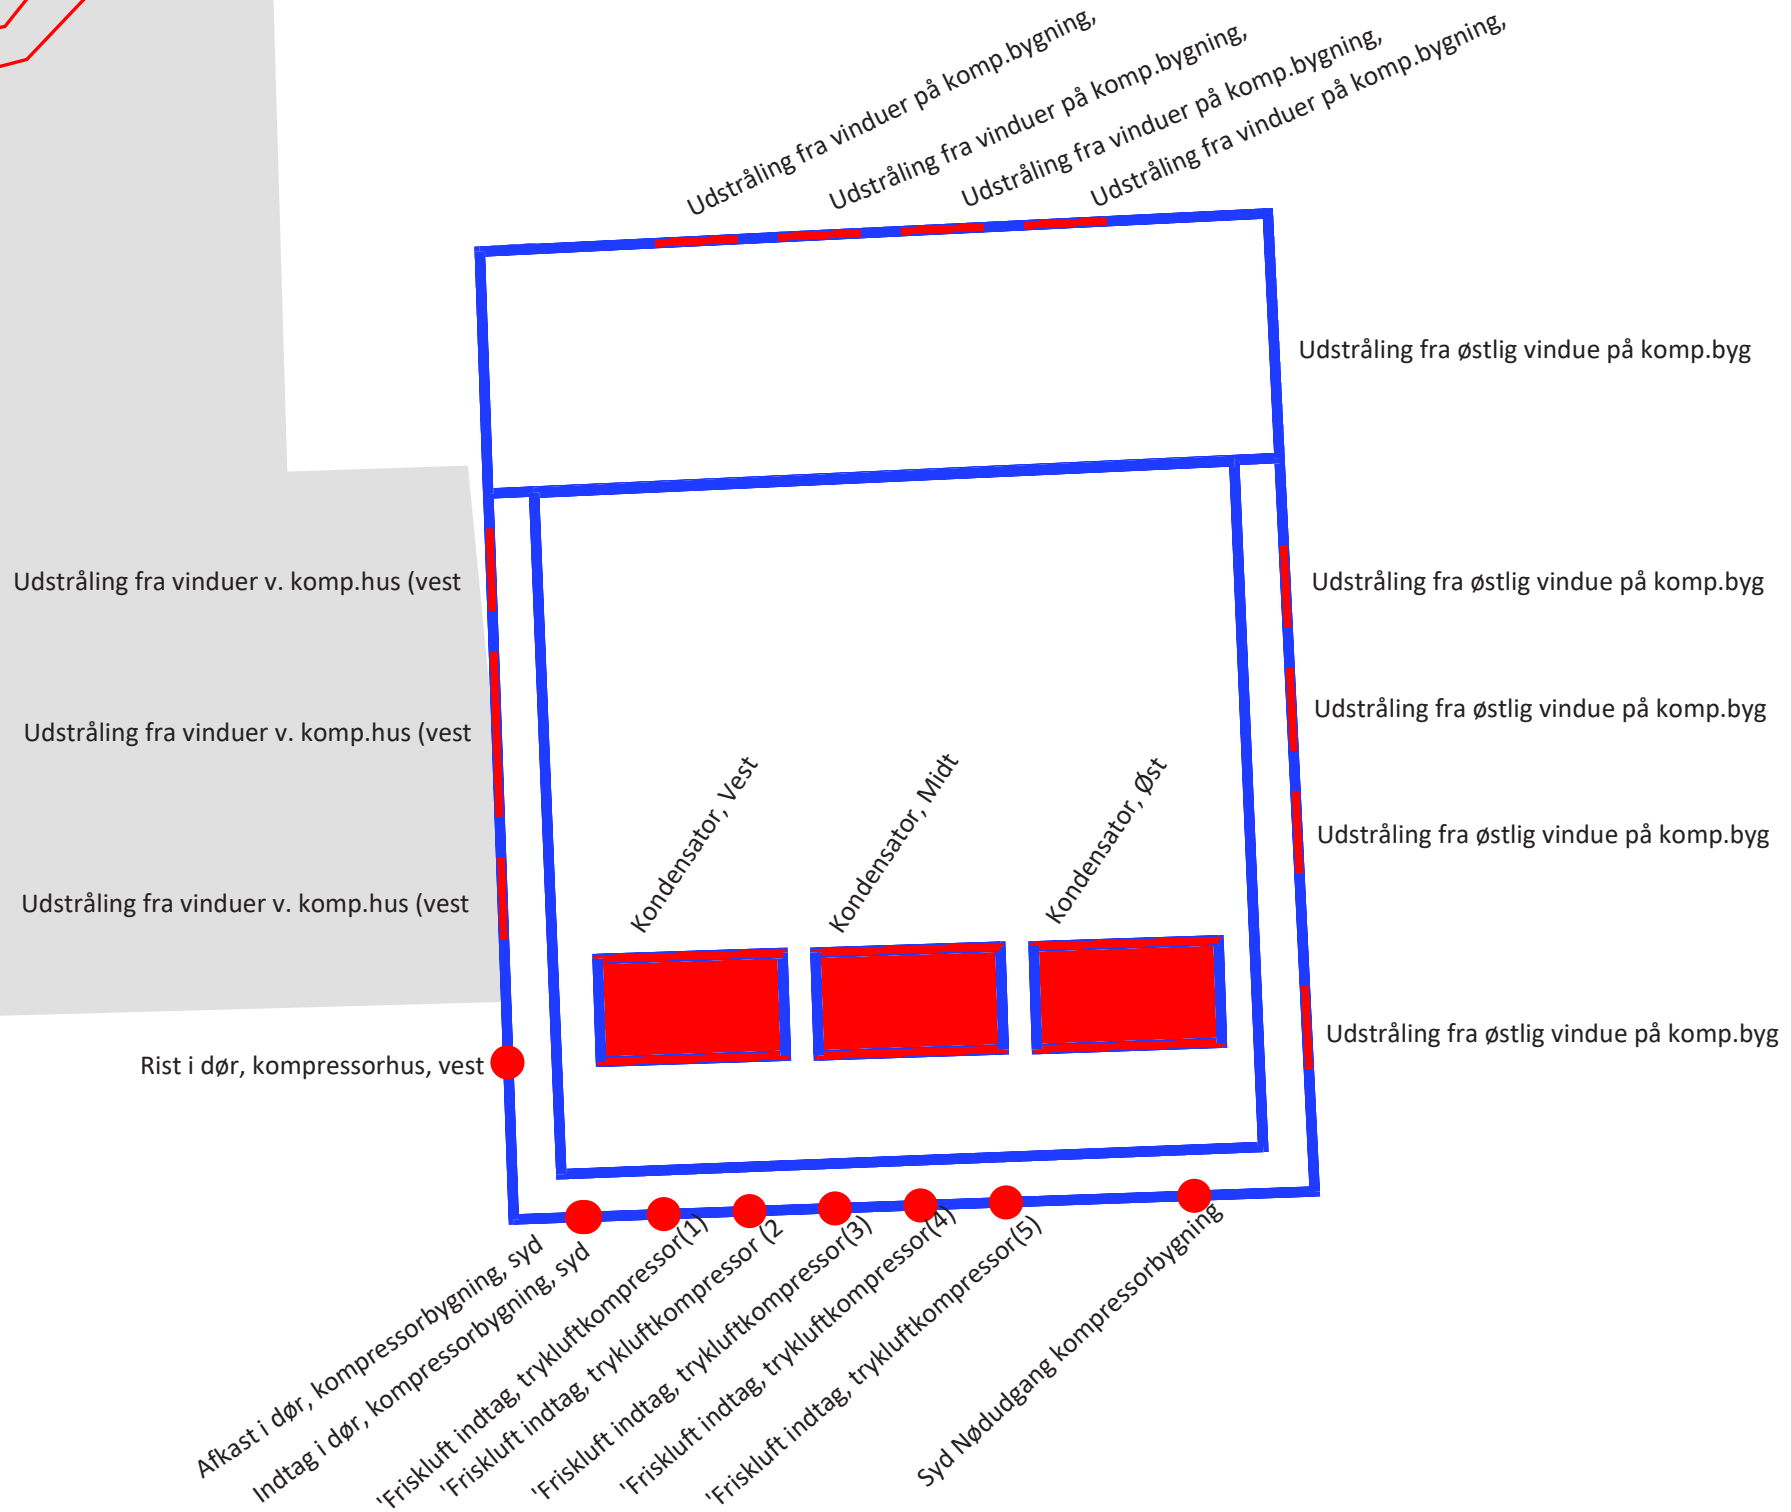 Udstråling fra vinduer på komp.bygning,
Udstråling fra vinduer på komp.bygning,
Udstråling fra vinduer på komp.bygning,
Udstråling fra vinduer på komp.bygning,
Udstråling fra østlig vindue på komp.byg
Udstråling fra vinduer v. komp.hus (vest
Udstråling fra østlig vindue på komp.byg
Udstråling fra vinduer v. komp.hus (vest
Udstråling fra østlig vindue på komp.byg
Kondensator, Vest
Kondensator, Midt
Kondensator, Øst
Udstråling fra østlig vindue på komp.byg
Udstråling fra vinduer v. komp.hus (vest
Udstråling fra østlig vindue på komp.byg
Rist i dør, kompressorhus, vest
Afkast i dør, kompressorbygning, syd
Indtag i dør, kompressorbygning, syd
'Friskluft indtag, trykluftkompressor(1)
'Friskluft indtag, trykluftkompressor (2
'Friskluft indtag, trykluftkompressor(3)
'Friskluft indtag, trykluftkompressor(4)
'Friskluft indtag, trykluftkompressor(5)
Syd Nødudgang kompressorbygning